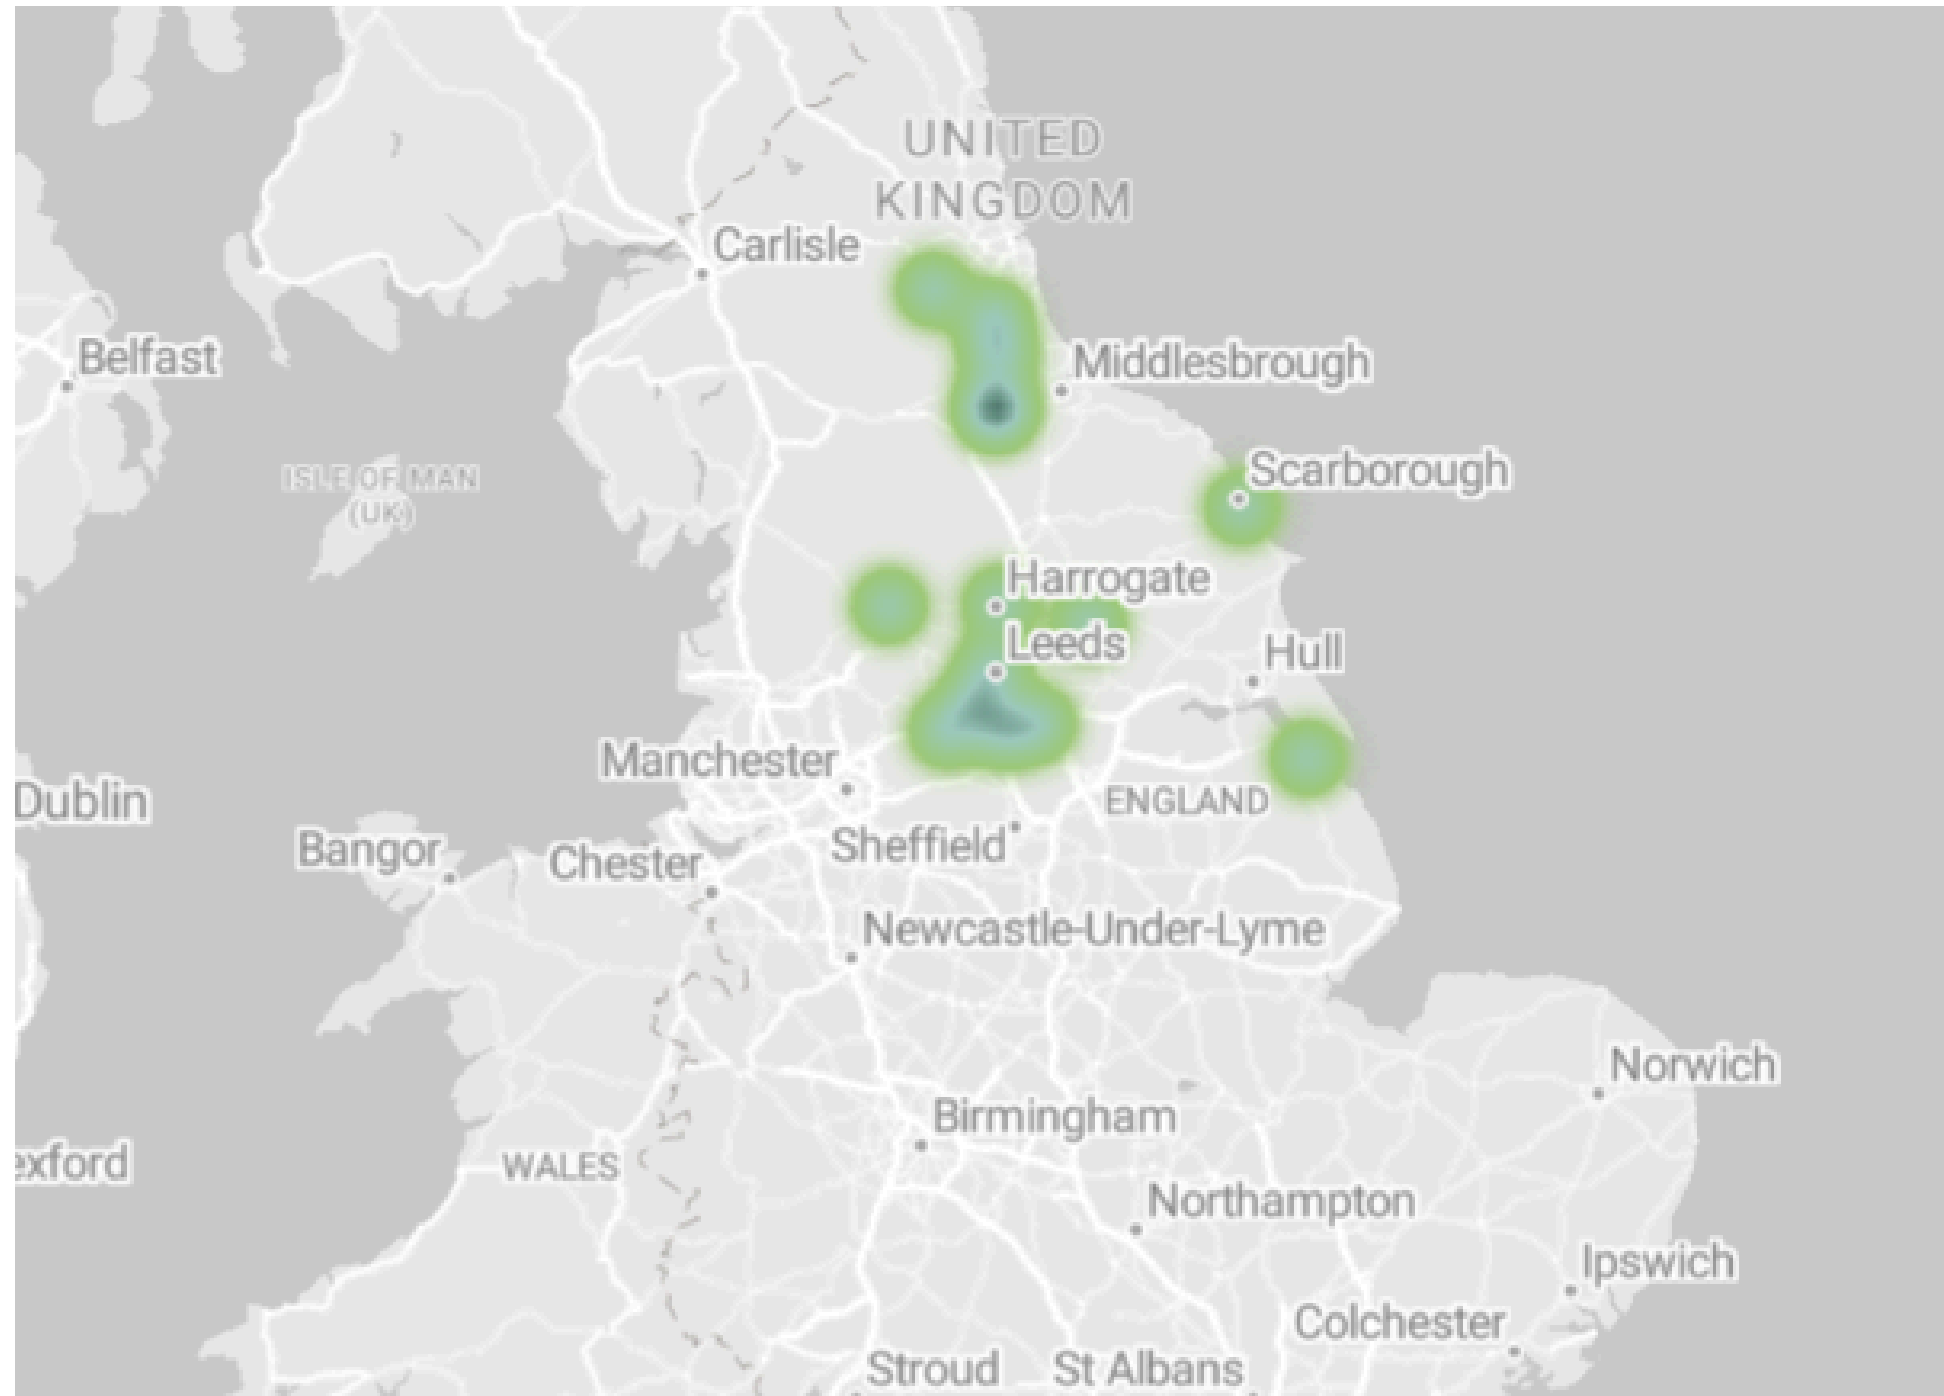 UNITED
KINGDOM
Carlisle
Belfast
Middlesbrough
ISLE OF MAN
(UK)
Scarborough
Harrogate
Leeds
Hull
Manchester
Dublin
ENGLAND
Bangor
Chester
Sheffield
Newcastle-Under-Lyme
Norwich
Birmingham
WALES
exford
Northampton
Ipswich
Colchester
Stroud
St Albans